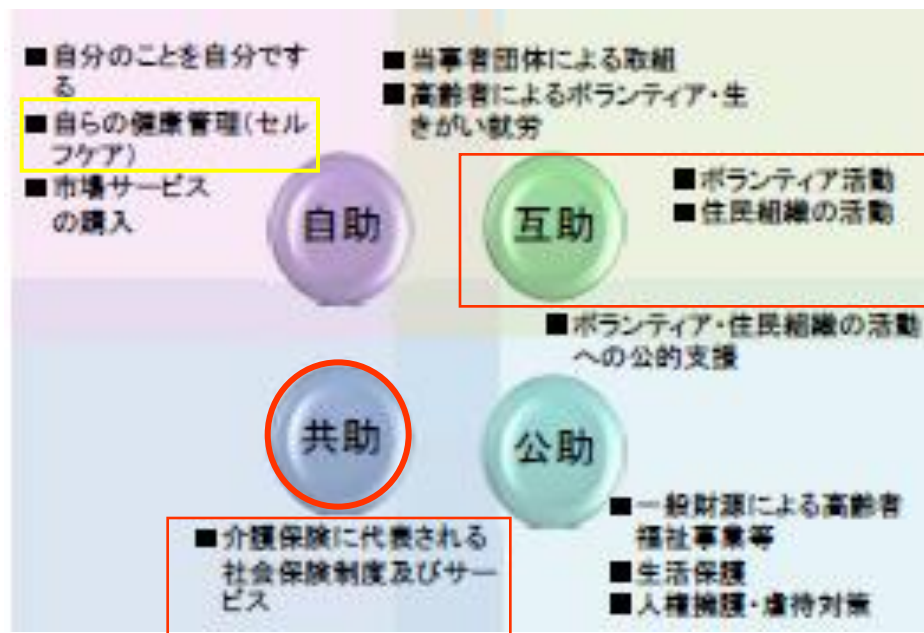 ■自分のことを自分です
る
■自らの健康管理(セル
フケア)
■市場サービス
の購入
■当事者団体による取組
■高齢者によるボランティア・生
きがい就労
自助
互助
■ボランティア活動
■住民組織の活動
■ボランティア・住民組織の活動
への公的支援
共助
公助
■介護保険に代表される
社会保険制度及びサー
ビス
■一般財源による高齢者
福祉事業等
■生活保護
■人権擁護・虐待対策